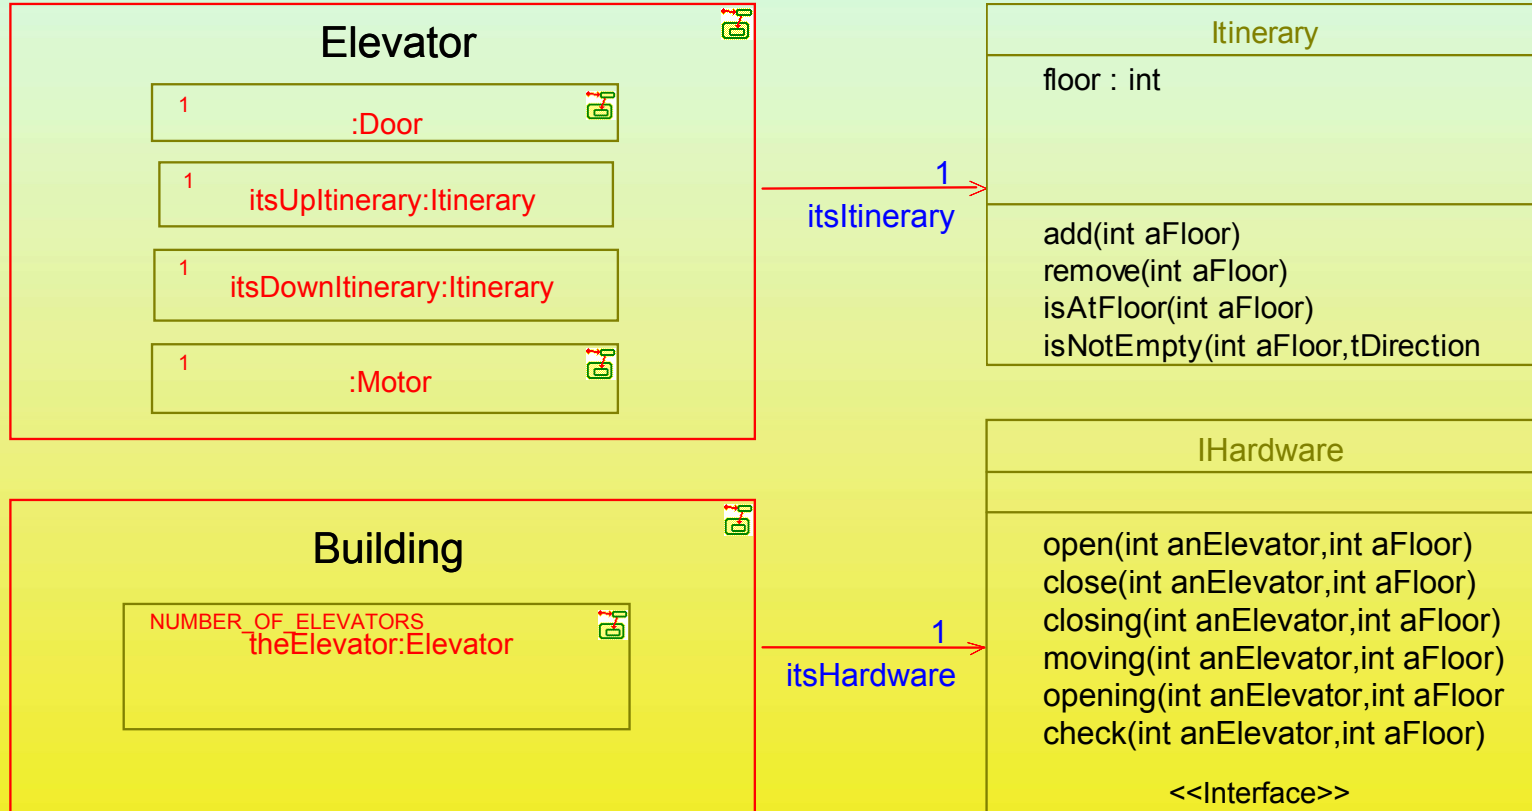 Elevator
1
:Door
1
itsUpItinerary:Itinerary
1
itsDownItinerary:Itinerary
1
:Motor
1
itsItinerary
Itinerary
floor : int
add(int aFloor)
remove(int aFloor)
isAtFloor(int aFloor)
isNotEmpty(int aFloor,tDirection
Building
NUMBER_OF_ELEVATORS
theElevator:Elevator
1
itsHardware
IHardware
open(int anElevator,int aFloor)
close(int anElevator,int aFloor)
closing(int anElevator,int aFloor)
moving(int anElevator,int aFloor)
opening(int anElevator,int aFloor
check(int anElevator,int aFloor)
<<Interface>>